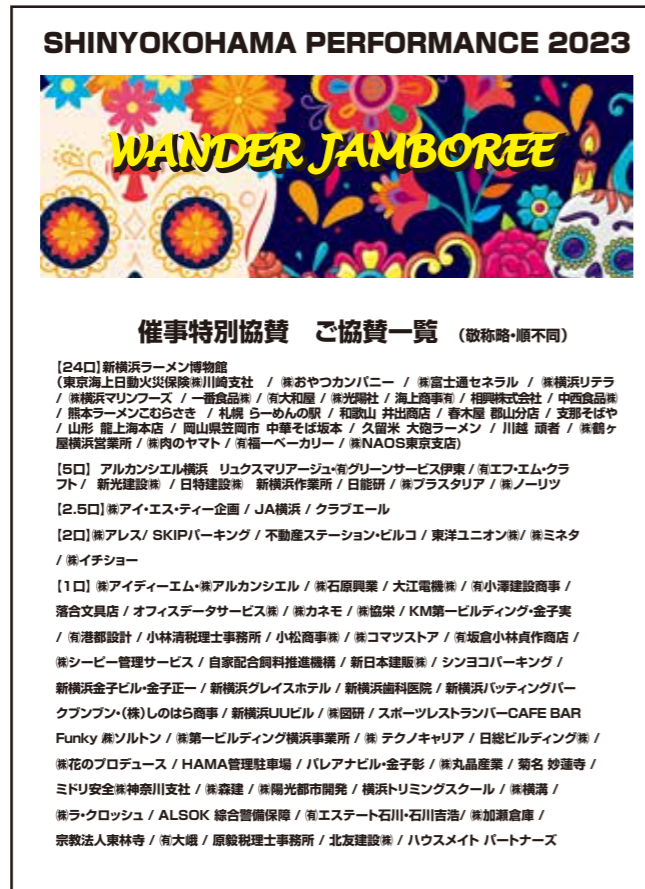 SHINYOKOHAMA PERFORMANCE 2023
WANDER JAMBOREE
催事特別協賛　ご協賛一覧 （敬称略・順不同）
【24口】新横浜ラーメン博物館
（東京海上日動火災保険㈱川崎支社 / ㈱おやつカンパニー / ㈱富士通ゼネラル / ㈱横浜リテラ
/ ㈱横浜マリンフーズ / 一番食品㈱ / ㈲大和屋 / ㈱光陽社 / 海上商事㈲ / 相興株式会社 / 中西食品㈱
/ 熊本ラーメンこむらさき / 札幌 らーめんの駅 / 和歌山 井出商店 / 春木屋 郡山分店 / 支那そばや
/ 山形 龍上海本店 / 岡山県笠岡市 中華そば坂本 / 久留米 大砲ラーメン / 川越 頑者 / ㈱鶴ヶ
屋横浜営業所 / ㈱肉のヤマト / ㈲福一ベーカリー / ㈱NAOS東京支店）
【5口】 アルカンシエル横浜　リュクスマリアージュ・㈲グリーンサービス伊東 / ㈲エフ・エム・クラ
フト / 新光建設㈱ / 日特建設㈱　新横浜作業所 / 日能研 / ㈱プラスタリア / ㈱ノーリツ
【2.5口】㈱アイ・エス・ティー企画 / JA横浜 / クラブエール
【2口】㈱アレス/ SKIPパーキング / 不動産ステーション・ビルコ / 東洋ユニオン㈱/ ㈱ミネタ
/ ㈱イチショー
【1口】㈱アイディーエム・㈱アルカンシエル / ㈱石原興業 / 大江電機㈱ / ㈲小澤建設商事 /
落合文具店 / オフィスデータサービス㈱ / ㈱カネモ / ㈱協栄 / KM第一ビルディング・金子実
/ ㈲港都設計 / 小林清税理士事務所 / 小松商事㈱ / ㈱コマツストア / ㈲坂倉小林貞作商店 /
㈱シービー管理サービス / 自家配合飼料推進機構 / 新日本建販㈱ / シンヨコパーキング /
新横浜金子ビル・金子正一 / 新横浜グレイスホテル / 新横浜歯科医院 / 新横浜バッティングパー
クブンブン・(株)しのはら商事 / 新横浜UUビル / ㈱図研 / スポーツレストランバーCAFE BAR
Funky ㈱ソルトン / ㈱第一ビルディング横浜事業所 / ㈱ テクノキャリア / 日総ビルディング㈱ /
㈱花のプロデュース / HAMA管理駐車場 / パレアナビル・金子彰 / ㈱丸晶産業 / 菊名 妙蓮寺 /
ミドリ安全㈱神奈川支社 / ㈱森建 / ㈱陽光都市開発 / 横浜トリミングスクール / ㈱横溝 /
㈱ラ・クロッシュ / ALSOK 綜合警備保障 / ㈲エステート石川・石川吉浩/ ㈱加瀬倉庫 /
宗教法人東林寺 / ㈲大峨 / 原毅税理士事務所 / 北友建設㈱ / ハウスメイト パートナーズ